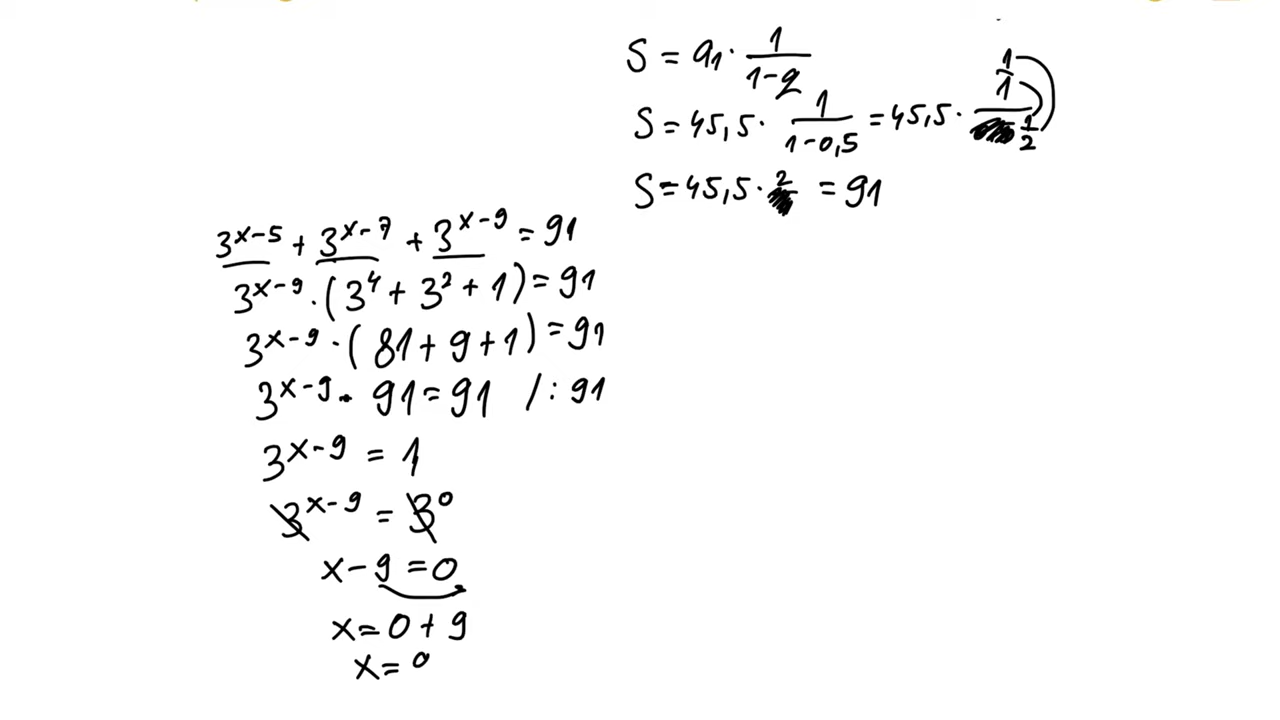 S = a₁ · 1/(1-q)
S = 45,5 · 1/(1-0,5) = 45,5 · (1/1)/(1/2)
S = 45,5 · 2 = 91
3^(x-5) + 3^(x-7) + 3^(x-9) = 91
3^(x-9) · (3^4 + 3^2 + 1) = 91
3^(x-9) · (81 + 9 + 1) = 91
3^(x-9) · 91 = 91 / : 91
3^(x-9) = 1
3^(x-9) = 3^0
x - 9 = 0
x = 0 + 9
x =